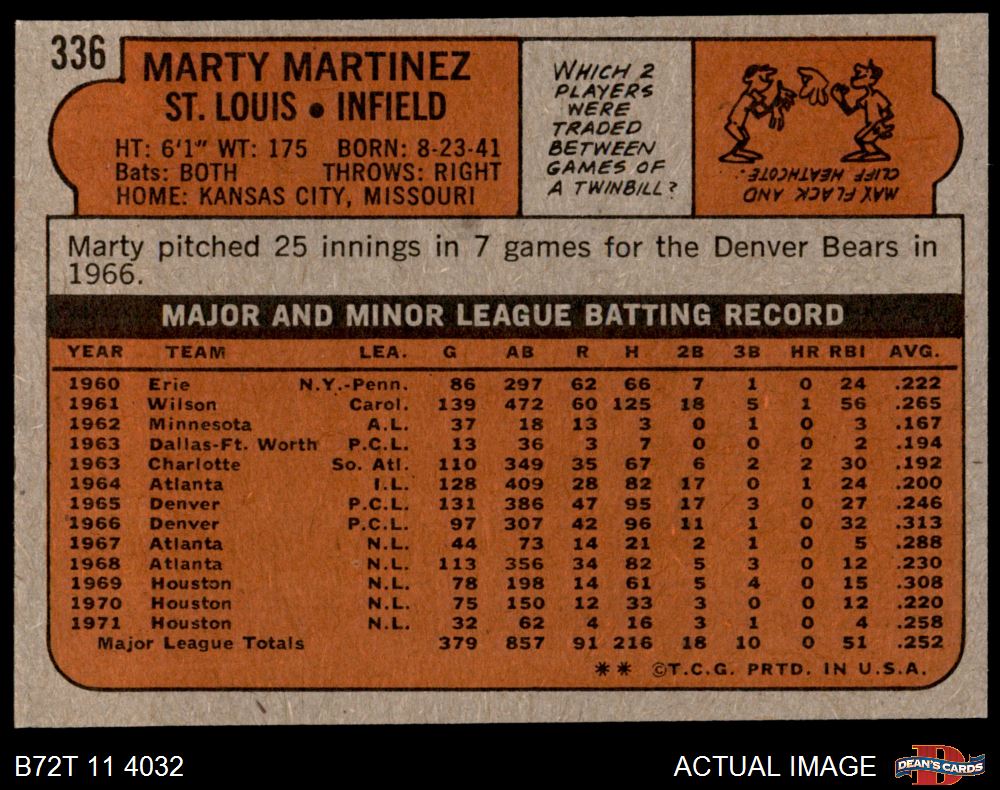 336
MARTY MARTINEZ
ST. LOUIS • INFIELD
HT: 6'1" WT: 175 BORN: 8-23-41
Bats: BOTH THROWS: RIGHT
HOME: KANSAS CITY, MISSOURI
WHICH 2
PLAYERS
WERE
TRADED
BETWEEN
GAMES OF
A TWINBILL?
MAX FLACK AND
CLIFF HEATHCOTE.
Marty pitched 25 innings in 7 games for the Denver Bears in
1966.
MAJOR AND MINOR LEAGUE BATTING RECORD
YEAR TEAM LEA. G AB R H 2B 3B HR RBI AVG.
1960 Erie N.Y.-Penn. 86 297 62 66 7 1 0 24 .222
1961 Wilson Carol. 139 472 60 125 18 5 1 56 .265
1962 Minnesota A.L. 37 18 13 3 0 1 0 3 .167
1963 Dallas-Ft. Worth P.C.L. 13 36 3 7 0 0 0 2 .194
1963 Charlotte So. Atl. 110 349 35 67 6 2 2 30 .192
1964 Atlanta I.L. 128 409 28 82 17 0 1 24 .200
1965 Denver P.C.L. 131 386 47 95 17 3 0 27 .246
1966 Denver P.C.L. 97 307 42 96 11 1 0 32 .313
1967 Atlanta N.L. 44 73 14 21 2 1 0 5 .288
1968 Atlanta N.L. 113 356 34 82 5 3 0 12 .230
1969 Houston N.L. 78 198 14 61 5 4 0 15 .308
1970 Houston N.L. 75 150 12 33 3 0 0 12 .220
1971 Houston N.L. 32 62 4 16 3 1 0 4 .258
Major League Totals 379 857 91 216 18 10 0 51 .252
** ©T.C.G. PRTD. IN U.S.A.
B72T 11 4032
ACTUAL IMAGE
DEAN'S CARDS